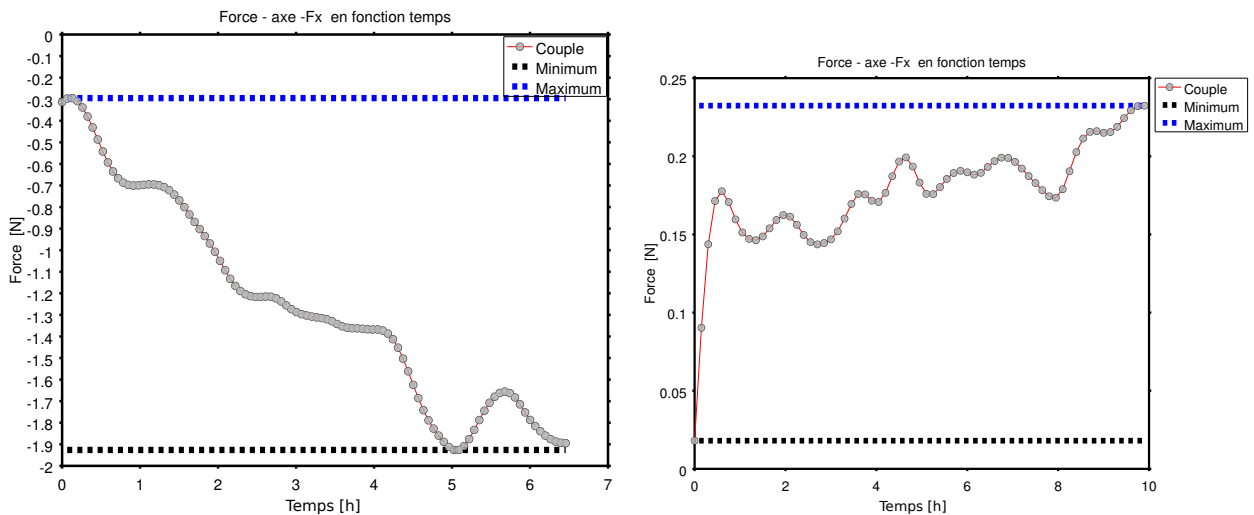 Force - axe -Fx en fonction temps
Couple
Minimum
Maximum
Force [N]
0
-0.1
-0.2
-0.3
-0.4
-0.6
-0.6
-0.7
-0.8
-0.9
-1
-1.1
-1.2
-1.3
-1.4
-1.5
-1.6
-1.7
-1.8
-1.9
-2
0 1 2 3 4 5 6 7
Temps [h]
Force - axe -Fx en fonction temps
Couple
Minimum
Maximum
Force [N]
0.25
0.2
0.15
0.1
0.05
0
0 2 4 6 8 10
Temps [h]